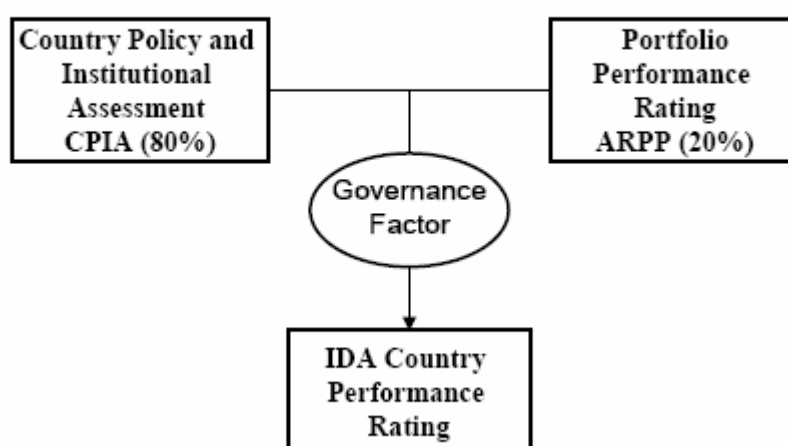 Country Policy and
Institutional
Assessment
CPIA (80%)
Portfolio
Performance
Rating
ARPP (20%)
Governance
Factor
IDA Country
Performance
Rating